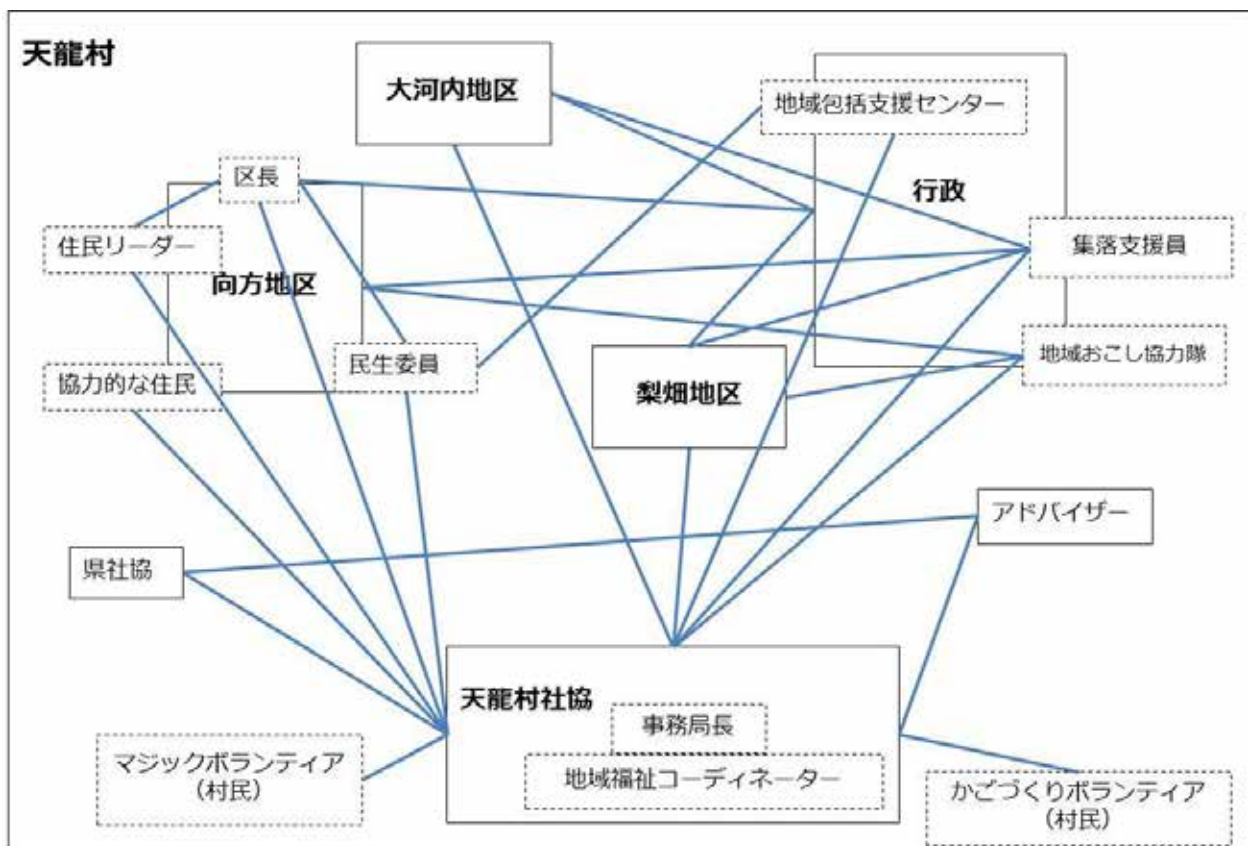 天龍村
大河内地区
地域包括支援センター
区長
行政
住民リーダー
集落支援員
向方地区
民生委員
地域おこし協力隊
協力的な住民
梨畑地区
アドバイザー
県社協
天龍村社協
事務局長
地域福祉コーディネーター
マジックボランティア
（村民）
かごづくりボランティア
（村民）